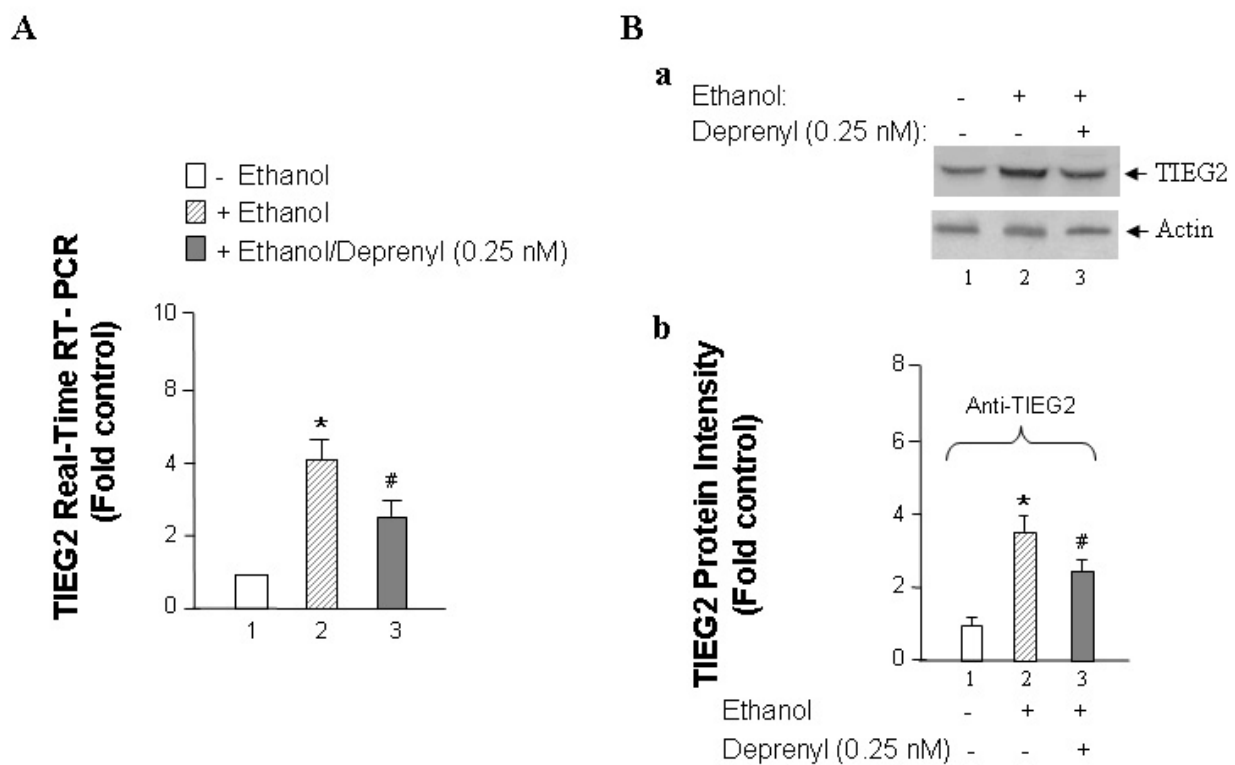 A
- Ethanol
+ Ethanol
+ Ethanol/Deprenyl (0.25 nM)
TIEG2 Real-Time RT- PCR
(Fold control)
10
8
4
2
0
1 2 3
*
#
B
a
Ethanol: - + +
Deprenyl (0.25 nM): - - +
TIEG2
Actin
1 2 3
b
TIEG2 Protein Intensity
(Fold control)
8
6
4
2
0
Anti-TIEG2
*
#
1 2 3
Ethanol - + +
Deprenyl (0.25 nM) - - +